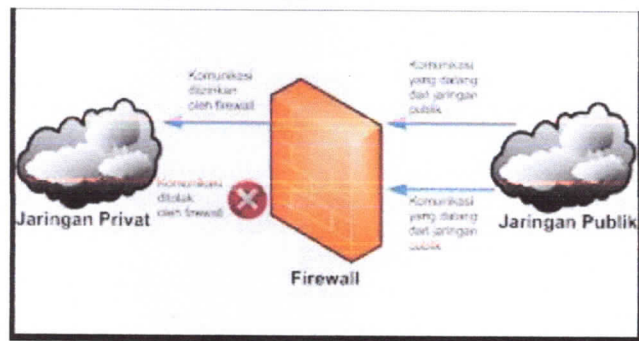 Komunikasi
diizinkan
oleh firewall
Komunikasi
yang datang
dari jaringan
publik
Komunikasi
ditolak
oleh firewall
Komunikasi
yang datang
dari jaringan
publik
Jaringan Privat
Jaringan Publik
Firewall